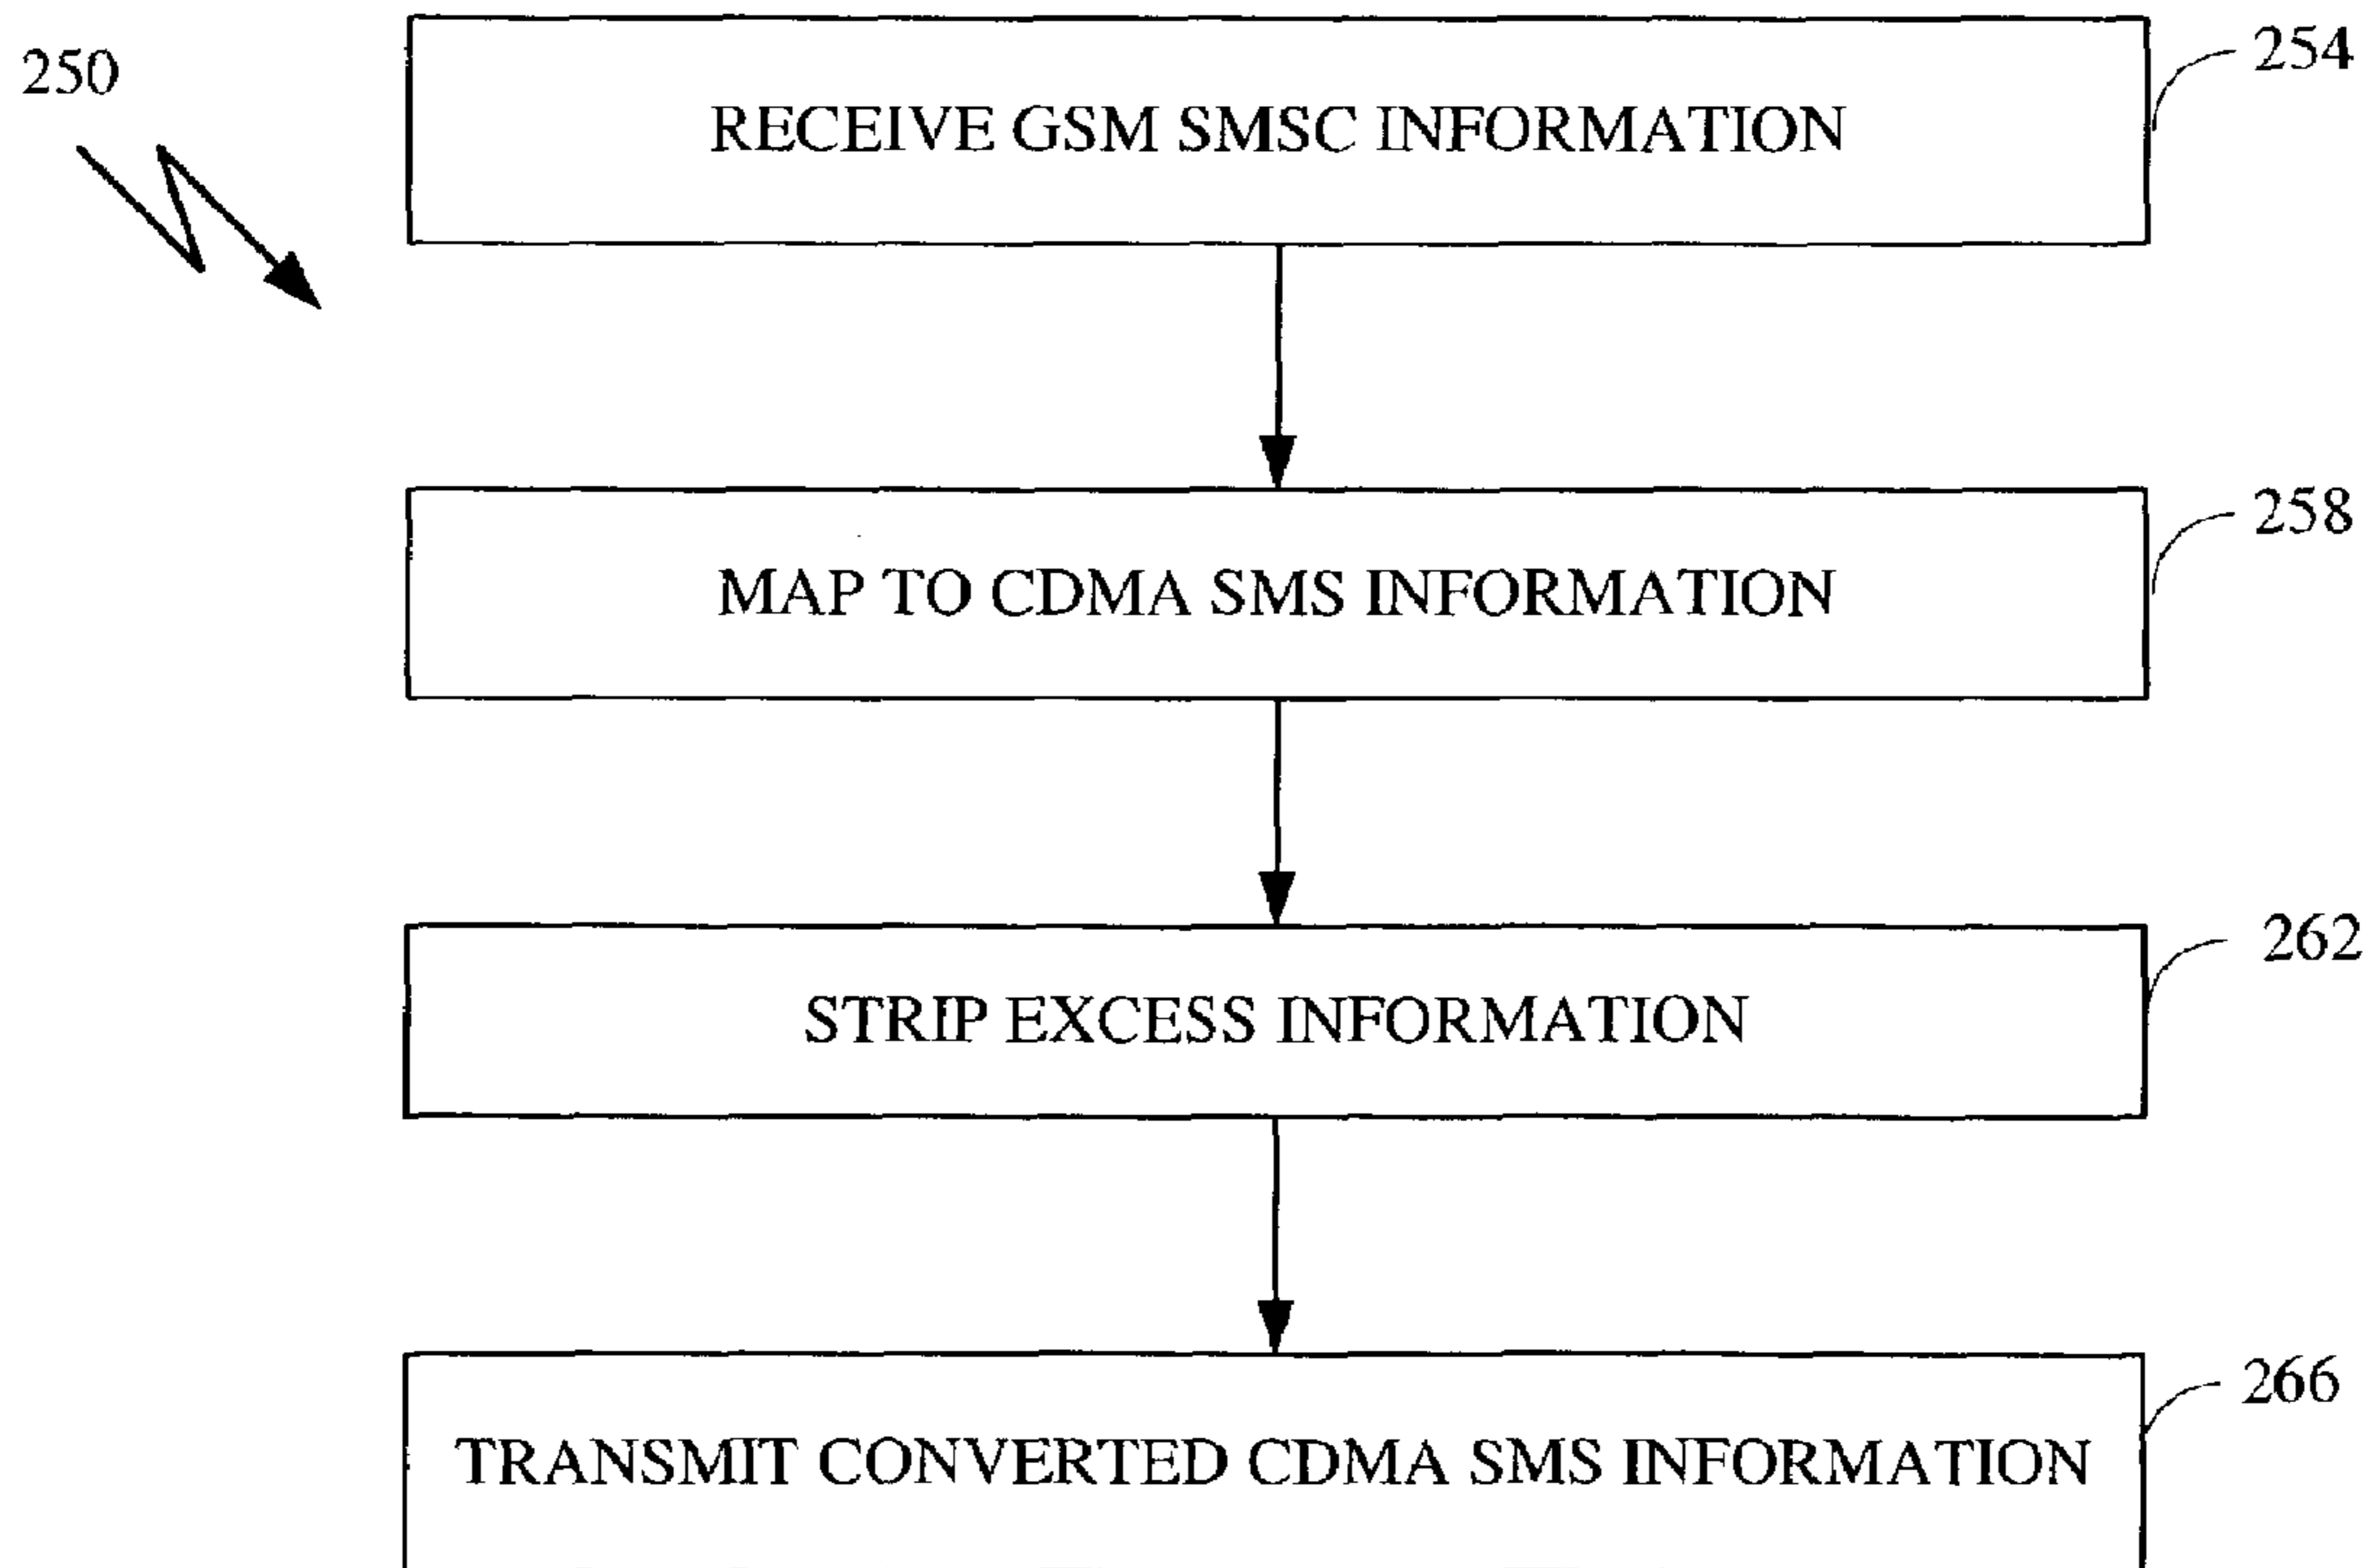 250
RECEIVE GSM SMSC INFORMATION
254
MAP TO CDMA SMS INFORMATION
258
STRIP EXCESS INFORMATION
262
TRANSMIT CONVERTED CDMA SMS INFORMATION
266